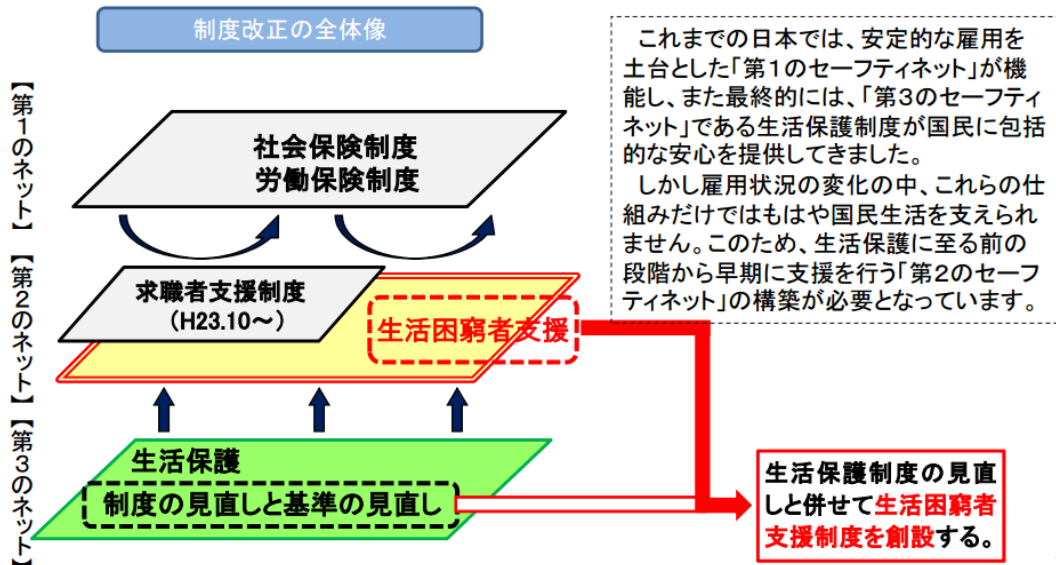 制度改正の全体像
これまでの日本では、安定的な雇用を
土台とした「第1のセーフティネット」が機
能し、また最終的には、「第3のセーフティ
ネット」である生活保護制度が国民に包括
的な安心を提供してきました。
しかし雇用状況の変化の中、これらの仕
組みだけではもはや国民生活を支えられ
ません。このため、生活保護に至る前の
段階から早期に支援を行う「第2のセーフ
ティネット」の構築が必要となっています。
【第1のネット】
社会保険制度
労働保険制度
【第2のネット】
求職者支援制度
(H23.10～)
生活困窮者支援
【第3のネット】
生活保護
制度の見直しと基準の見直し
生活保護制度の見直
しと併せて生活困窮者
支援制度を創設する。